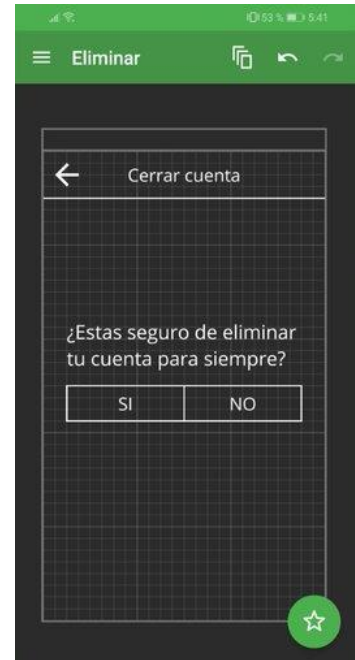 53 % 5:41
Eliminar
Cerrar cuenta
¿Estas seguro de eliminar
tu cuenta para siempre?
SI NO